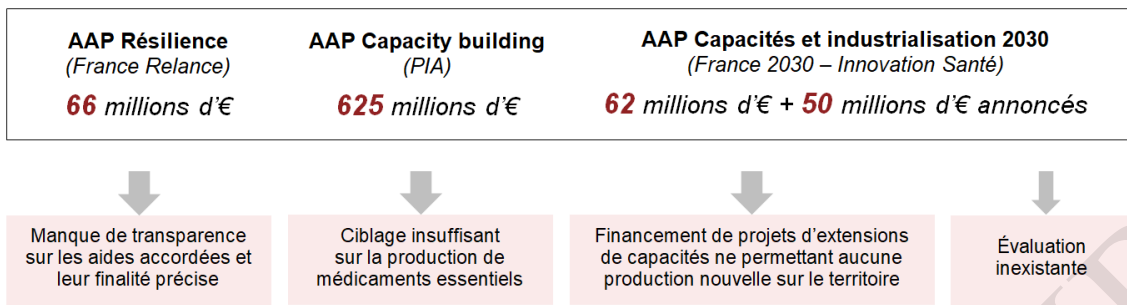 AAP Résilience
(France Relance)
66 millions d'€
AAP Capacity building
(PIA)
625 millions d'€
AAP Capacités et industrialisation 2030
(France 2030 – Innovation Santé)
62 millions d'€ + 50 millions d'€ annoncés
Manque de transparence
sur les aides accordées et
leur finalité précise
Ciblage insuffisant
sur la production de
médicaments essentiels
Financement de projets d'extensions
de capacités ne permettant aucune
production nouvelle sur le territoire
Évaluation
inexistante